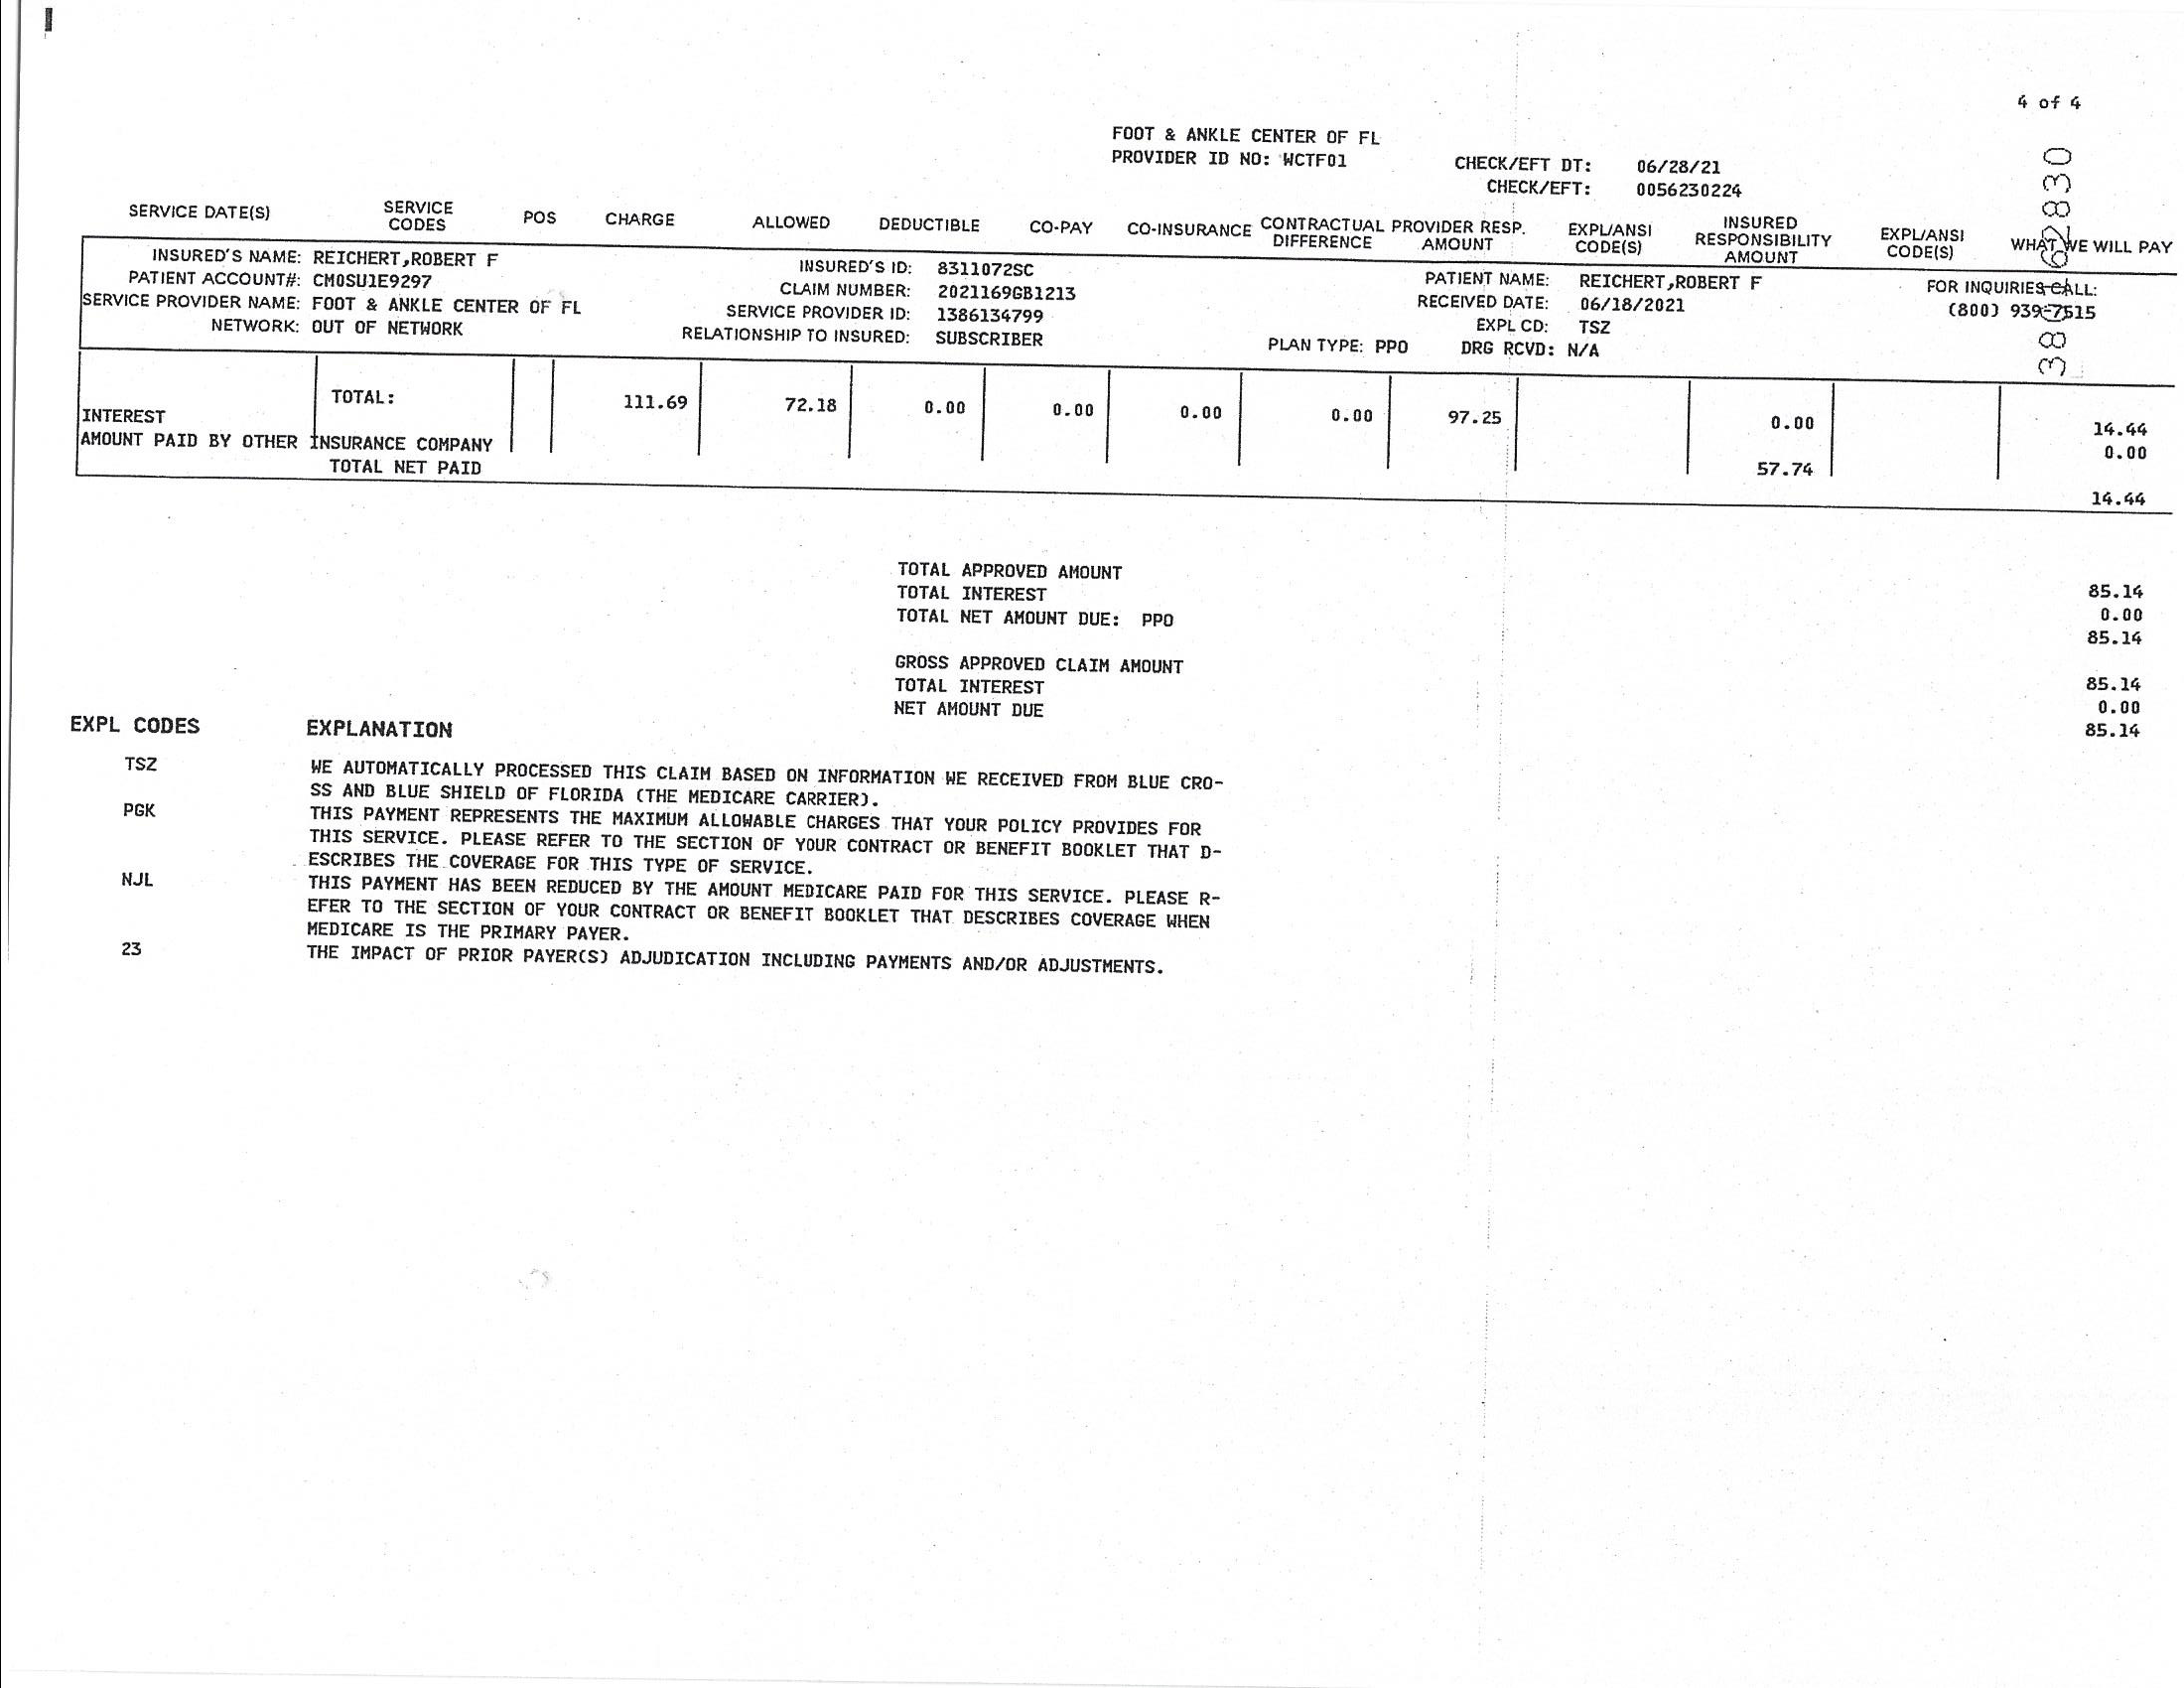 4 of 4
FOOT & ANKLE CENTER OF FL
PROVIDER ID NO: WCTF01
CHECK/EFT DT: 06/28/21
CHECK/EFT: 0056230224
SERVICE DATE(S) SERVICE CODES POS CHARGE ALLOWED DEDUCTIBLE CO-PAY CO-INSURANCE CONTRACTUAL DIFFERENCE PROVIDER RESP. AMOUNT EXPL/ANSI CODE(S) INSURED RESPONSIBILITY AMOUNT EXPL/ANSI CODE(S) WHAT WE WILL PAY
INSURED'S NAME: REICHERT,ROBERT F INSURED'S ID: 8311072SC PATIENT NAME: REICHERT,ROBERT F FOR INQUIRIES CALL:
PATIENT ACCOUNT#: CM0SU1E9297 CLAIM NUMBER: 2021169GB1213 RECEIVED DATE: 06/18/2021 (800) 939-7515
SERVICE PROVIDER NAME: FOOT & ANKLE CENTER OF FL SERVICE PROVIDER ID: 1386134799 EXPL CD: TSZ
NETWORK: OUT OF NETWORK RELATIONSHIP TO INSURED: SUBSCRIBER PLAN TYPE: PPO DRG RCVD: N/A
TOTAL: 111.69 72.18 0.00 0.00 0.00 0.00 97.25 0.00 14.44
INTEREST 0.00
AMOUNT PAID BY OTHER INSURANCE COMPANY 57.74
TOTAL NET PAID 14.44
TOTAL APPROVED AMOUNT 85.14
TOTAL INTEREST 0.00
TOTAL NET AMOUNT DUE: PPO 85.14
GROSS APPROVED CLAIM AMOUNT 85.14
TOTAL INTEREST 0.00
NET AMOUNT DUE 85.14
EXPL CODES EXPLANATION
TSZ WE AUTOMATICALLY PROCESSED THIS CLAIM BASED ON INFORMATION WE RECEIVED FROM BLUE CRO-
SS AND BLUE SHIELD OF FLORIDA (THE MEDICARE CARRIER).
PGK THIS PAYMENT REPRESENTS THE MAXIMUM ALLOWABLE CHARGES THAT YOUR POLICY PROVIDES FOR
THIS SERVICE. PLEASE REFER TO THE SECTION OF YOUR CONTRACT OR BENEFIT BOOKLET THAT D-
ESCRIBES THE COVERAGE FOR THIS TYPE OF SERVICE.
NJL THIS PAYMENT HAS BEEN REDUCED BY THE AMOUNT MEDICARE PAID FOR THIS SERVICE. PLEASE R-
EFER TO THE SECTION OF YOUR CONTRACT OR BENEFIT BOOKLET THAT DESCRIBES COVERAGE WHEN
MEDICARE IS THE PRIMARY PAYER.
23 THE IMPACT OF PRIOR PAYER(S) ADJUDICATION INCLUDING PAYMENTS AND/OR ADJUSTMENTS.